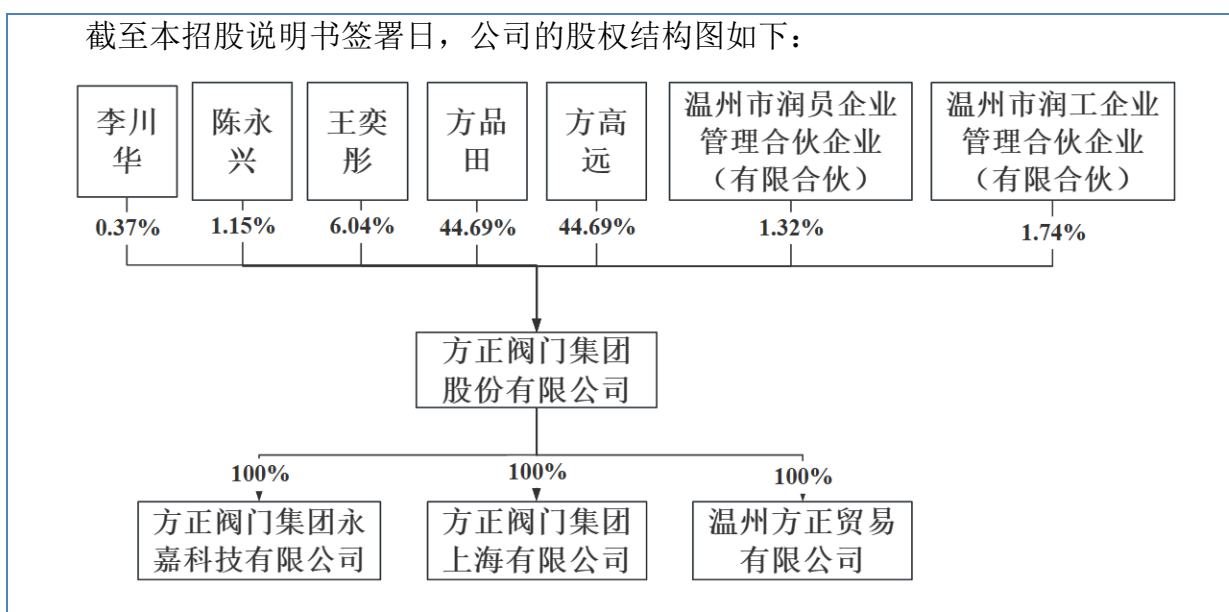 截至本招股说明书签署日，公司的股权结构图如下：
李川
华
陈永
兴
王奕
彤
方品
田
方高
远
温州市润员企业
管理合伙企业
（有限合伙）
温州市润工企业
管理合伙企业
（有限合伙）
0.37%
1.15%
6.04%
44.69%
44.69%
1.32%
1.74%
方正阀门集团
股份有限公司
100%
100%
100%
方正阀门集团永
嘉科技有限公司
方正阀门集团
上海有限公司
温州方正贸易
有限公司